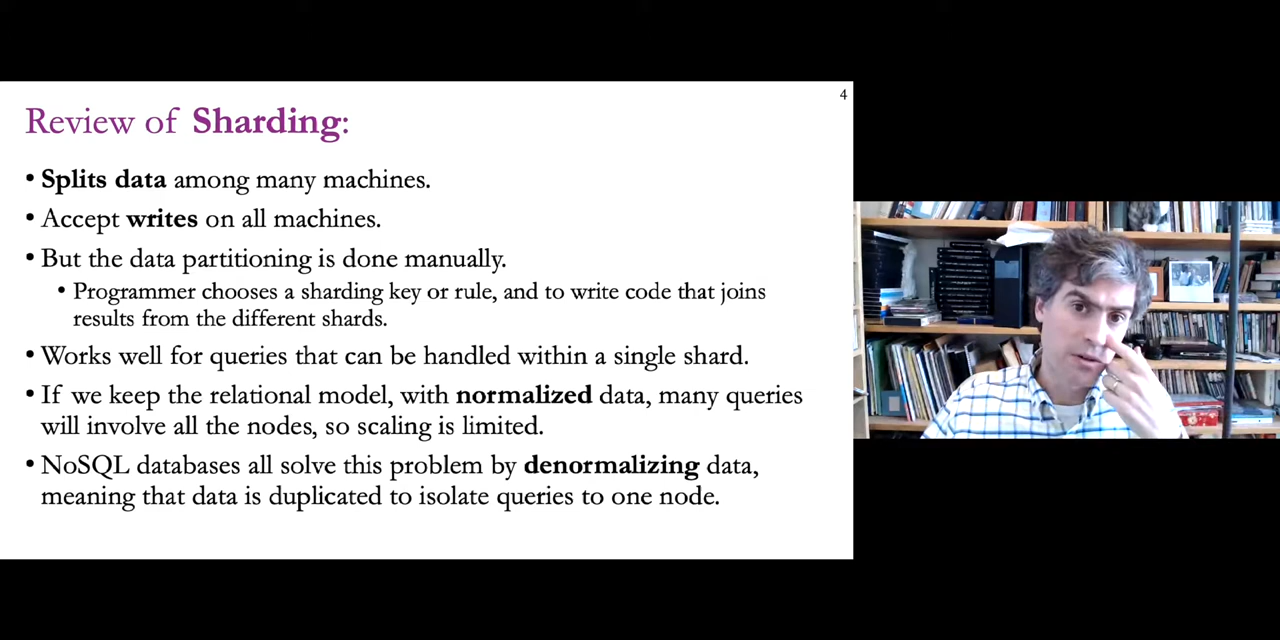 4
Review of Sharding:
• Splits data among many machines.
• Accept writes on all machines.
• But the data partitioning is done manually.
• Programmer chooses a sharding key or rule, and to write code that joins
results from the different shards.
• Works well for queries that can be handled within a single shard.
• If we keep the relational model, with normalized data, many queries
will involve all the nodes, so scaling is limited.
• NoSQL databases all solve this problem by denormalizing data,
meaning that data is duplicated to isolate queries to one node.